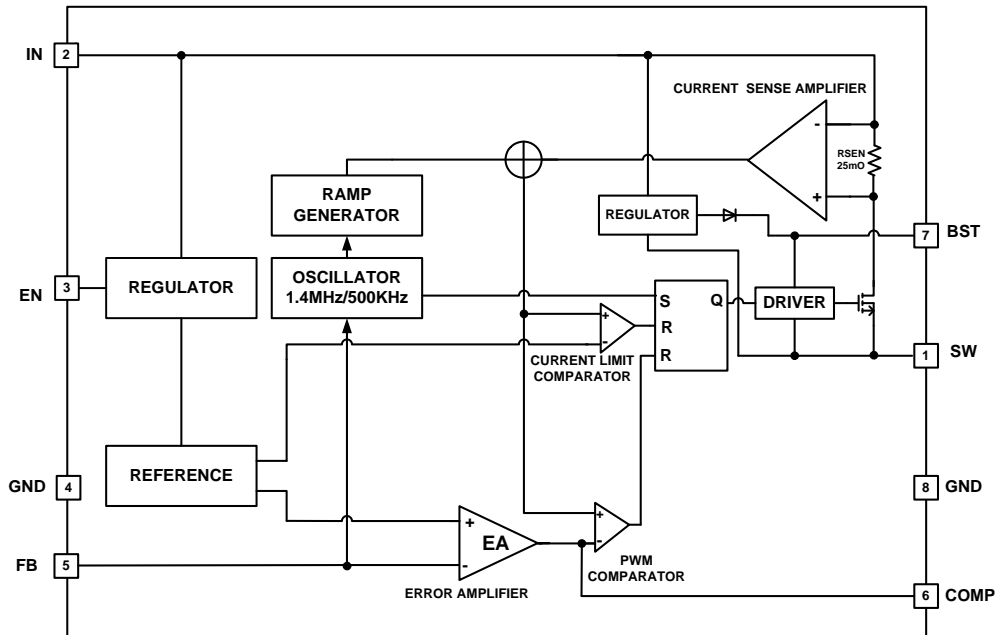 IN
2
CURRENT SENSE AMPLIFIER
-
RSEN
25mO
+
RAMP
GENERATOR
REGULATOR
7
BST
3
EN
REGULATOR
OSCILLATOR
1.4MHz/500KHz
S
Q
R
R
DRIVER
+
-
CURRENT LIMIT
COMPARATOR
1
SW
REFERENCE
GND
4
8
GND
+
EA
-
ERROR AMPLIFIER
+
-
PWM
COMPARATOR
FB
5
6
COMP